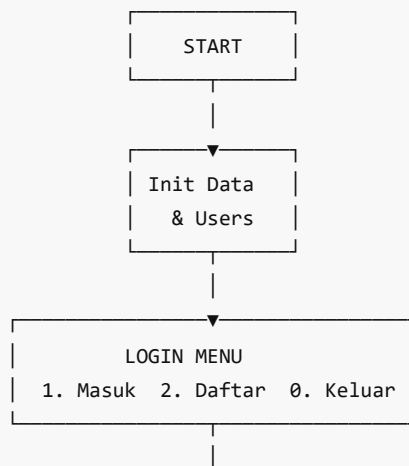 START
Init Data
& Users
LOGIN MENU
1. Masuk 2. Daftar 0. Keluar